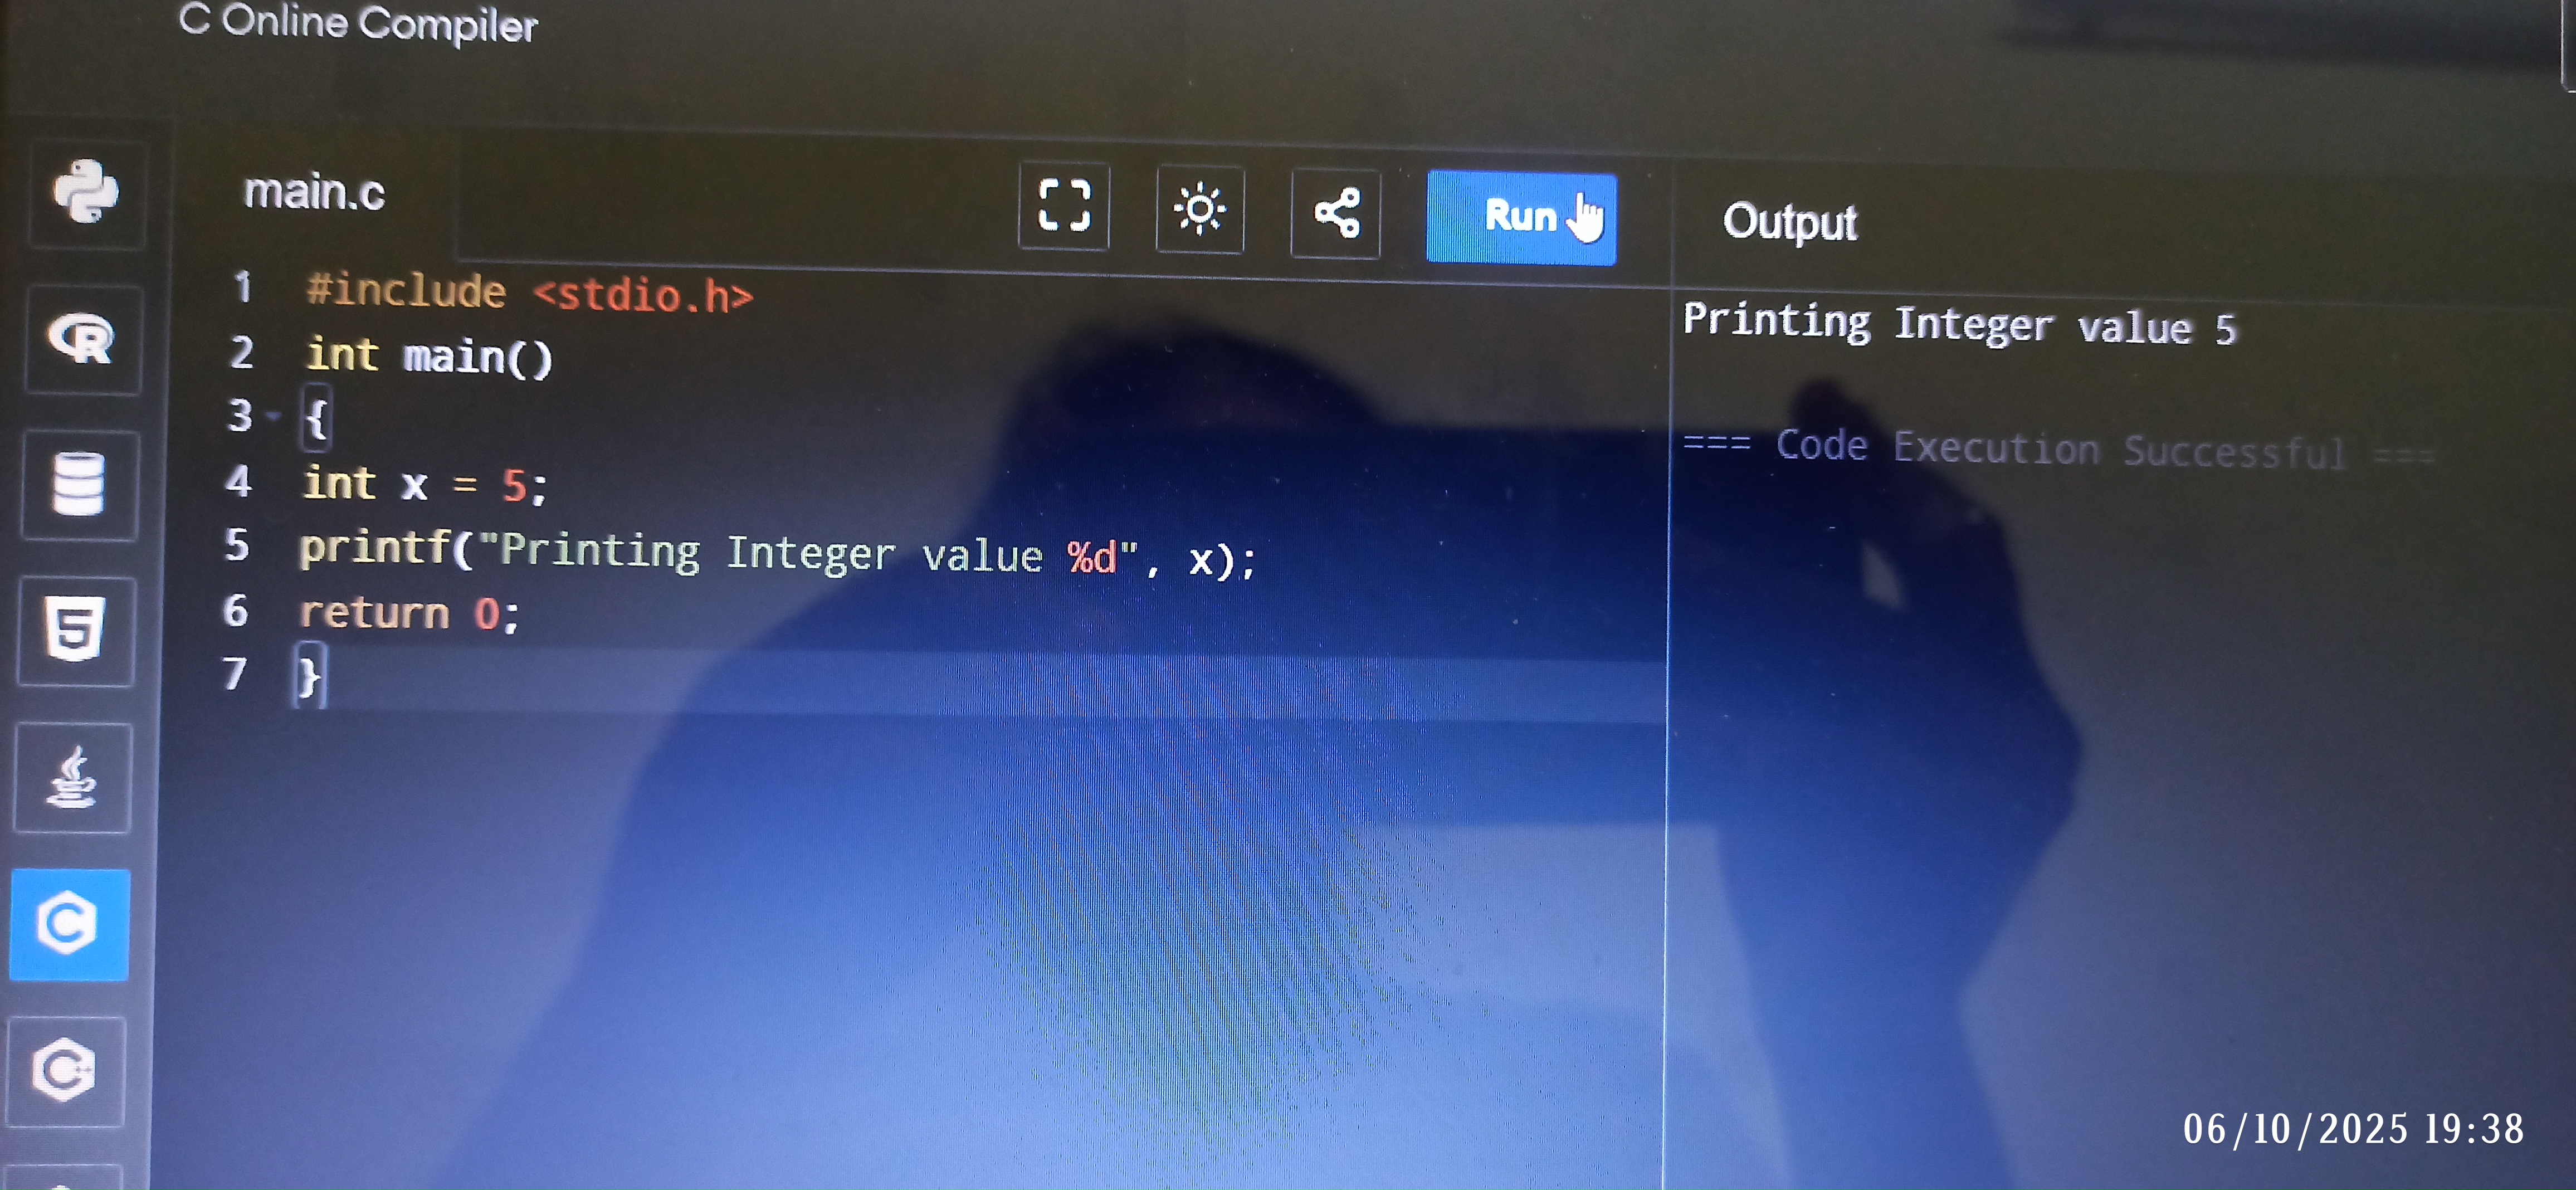 C Online Compiler
main.c
Run
Output
1 #include <stdio.h>
2 int main()
3 {
4 int x = 5;
5 printf("Printing Integer value %d", x);
6 return 0;
7 }
Printing Integer value 5
=== Code Execution Successful ===
06/10/2025 19:38